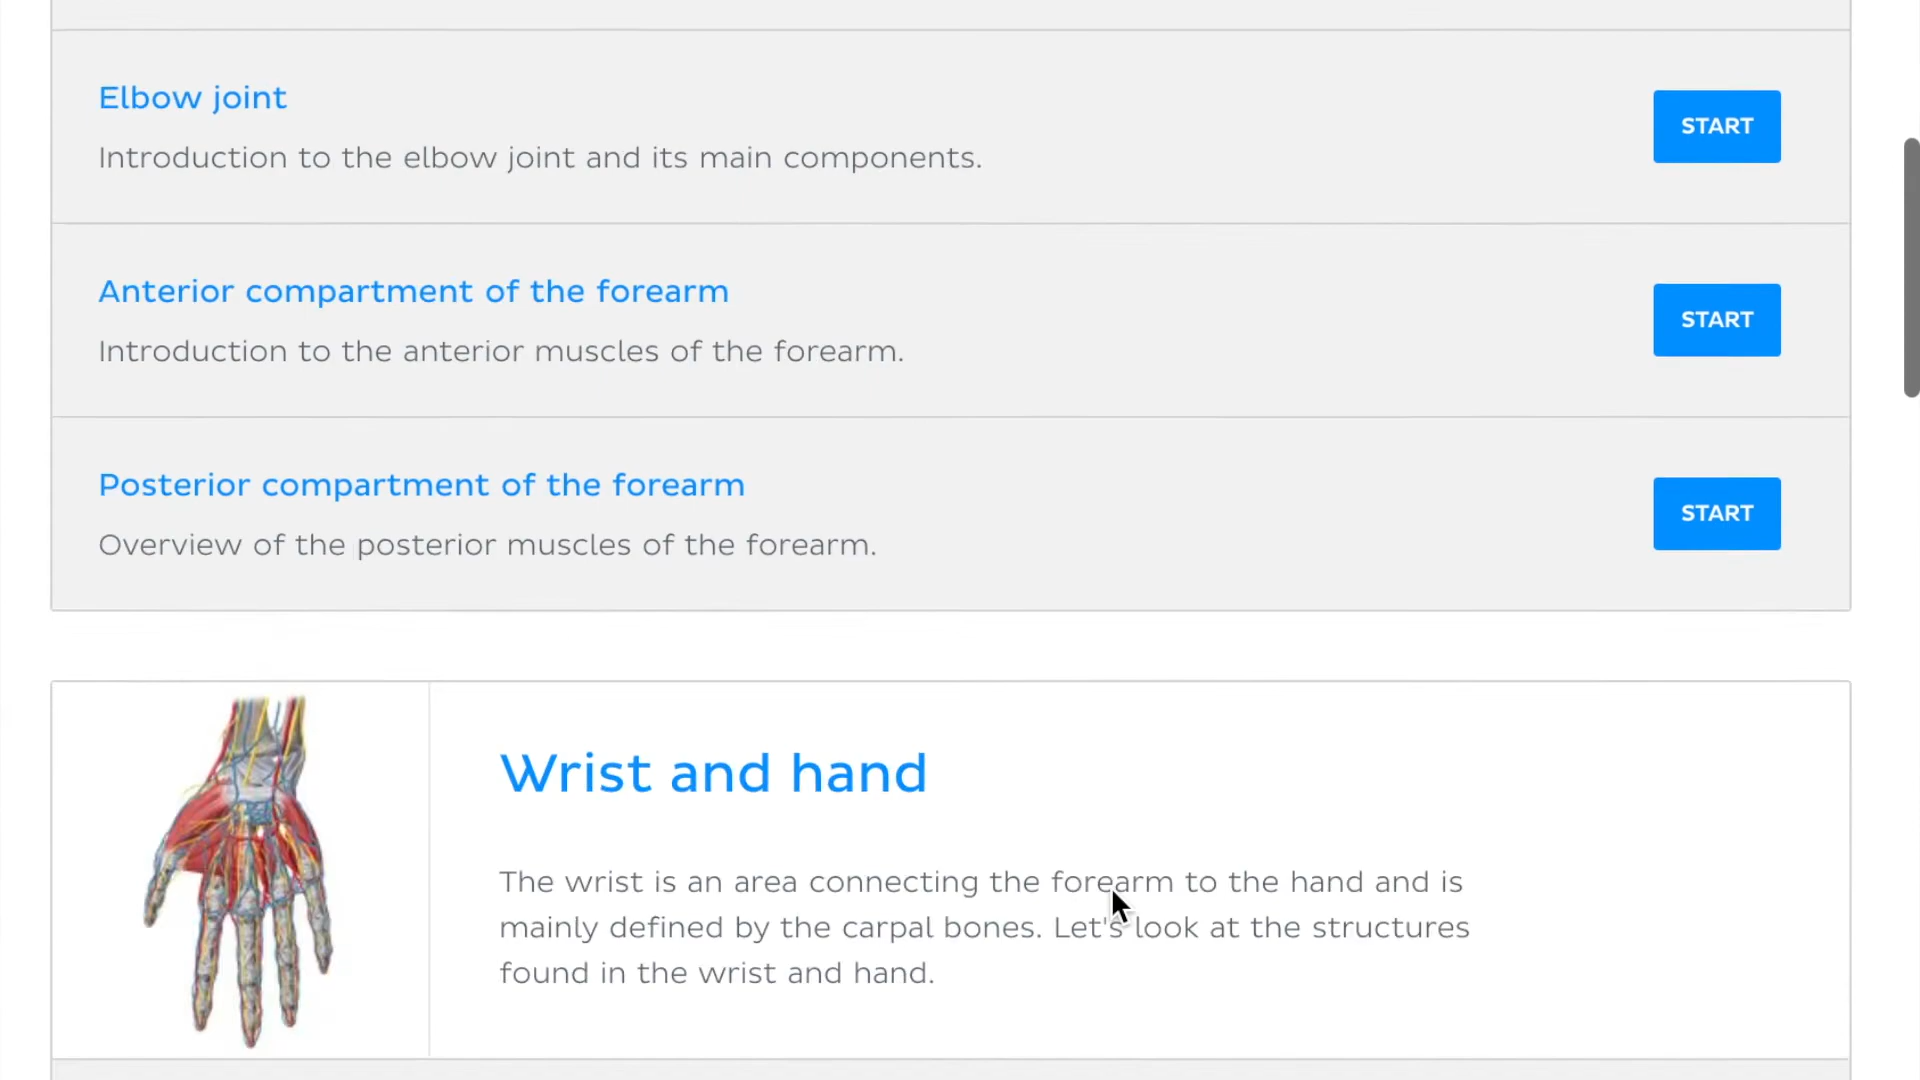 Elbow joint
START
Introduction to the elbow joint and its main components.
Anterior compartment of the forearm
START
Introduction to the anterior muscles of the forearm.
Posterior compartment of the forearm
START
Overview of the posterior muscles of the forearm.
Wrist and hand
The wrist is an area connecting the forearm to the hand and is
mainly defined by the carpal bones. Let's look at the structures
found in the wrist and hand.